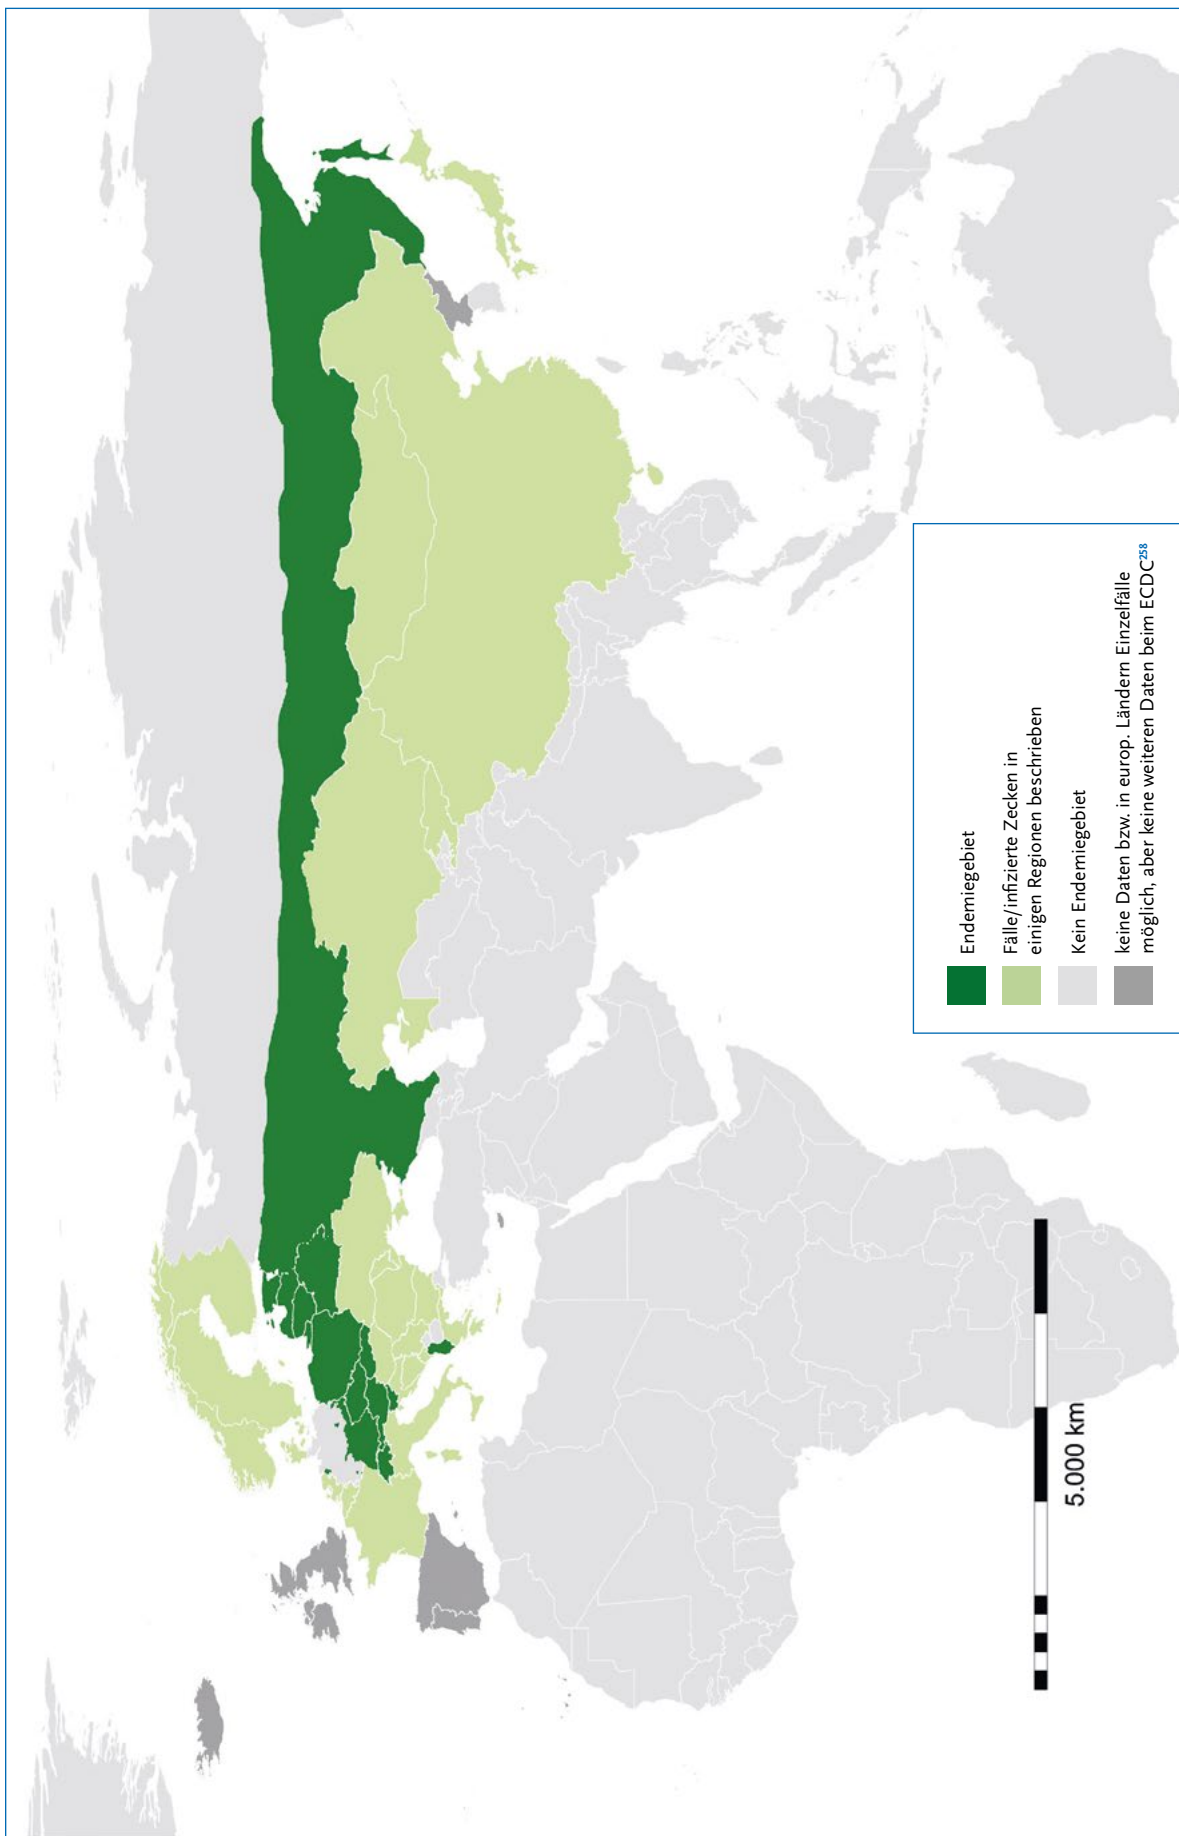 Endemiegebiet
Fälle/infizierte Zecken in
einigen Regionen beschrieben
Kein Endemiegebiet
keine Daten bzw. in europ. Ländern Einzelfälle
möglich, aber keine weiteren Daten beim ECDC258
5.000 km